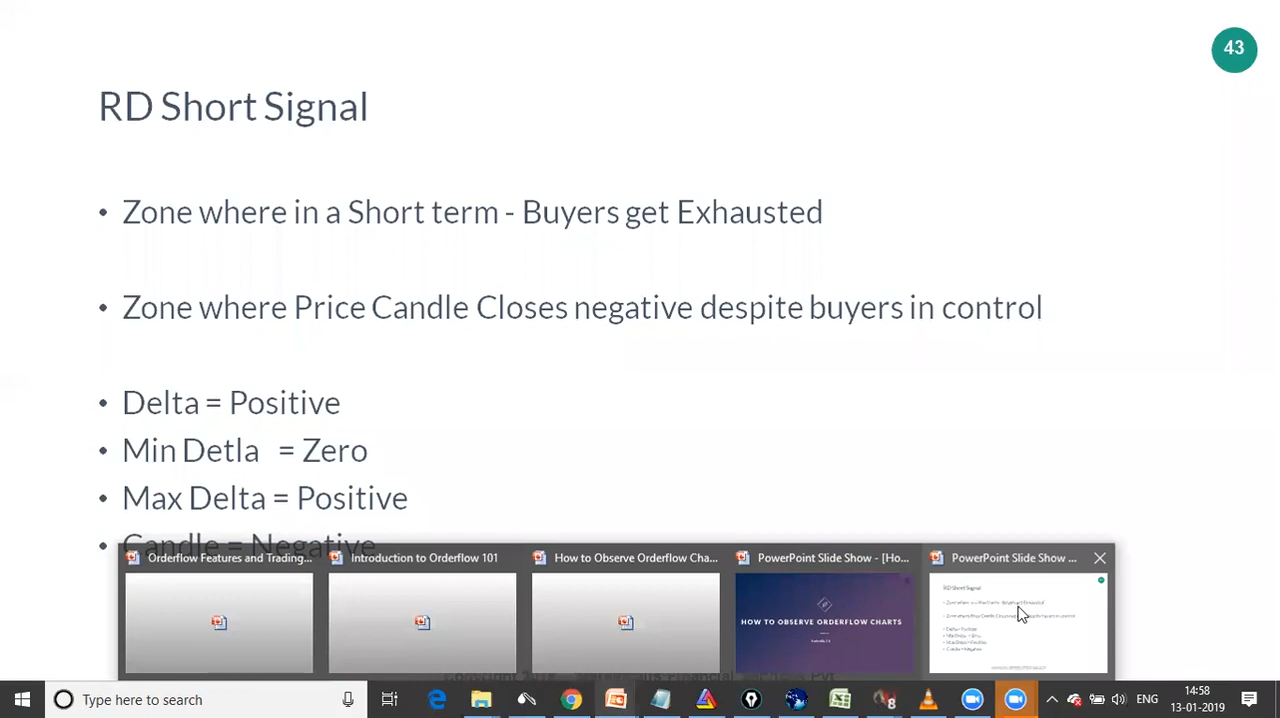 43
RD Short Signal
• Zone where in a Short term - Buyers get Exhausted
• Zone where Price Candle Closes negative despite buyers in control
• Delta = Positive
• Min Detla = Zero
• Max Delta = Positive
• Candle = Negative
Orderflow Features and Trading...
Introduction to Orderflow 101
How to Observe Orderflow Cha...
PowerPoint Slide Show - [Ho...
PowerPoint Slide Show ...
HOW TO OBSERVE ORDERFLOW CHARTS
RD Short Signal
Type here to search
ENG
14:58
13-01-2019